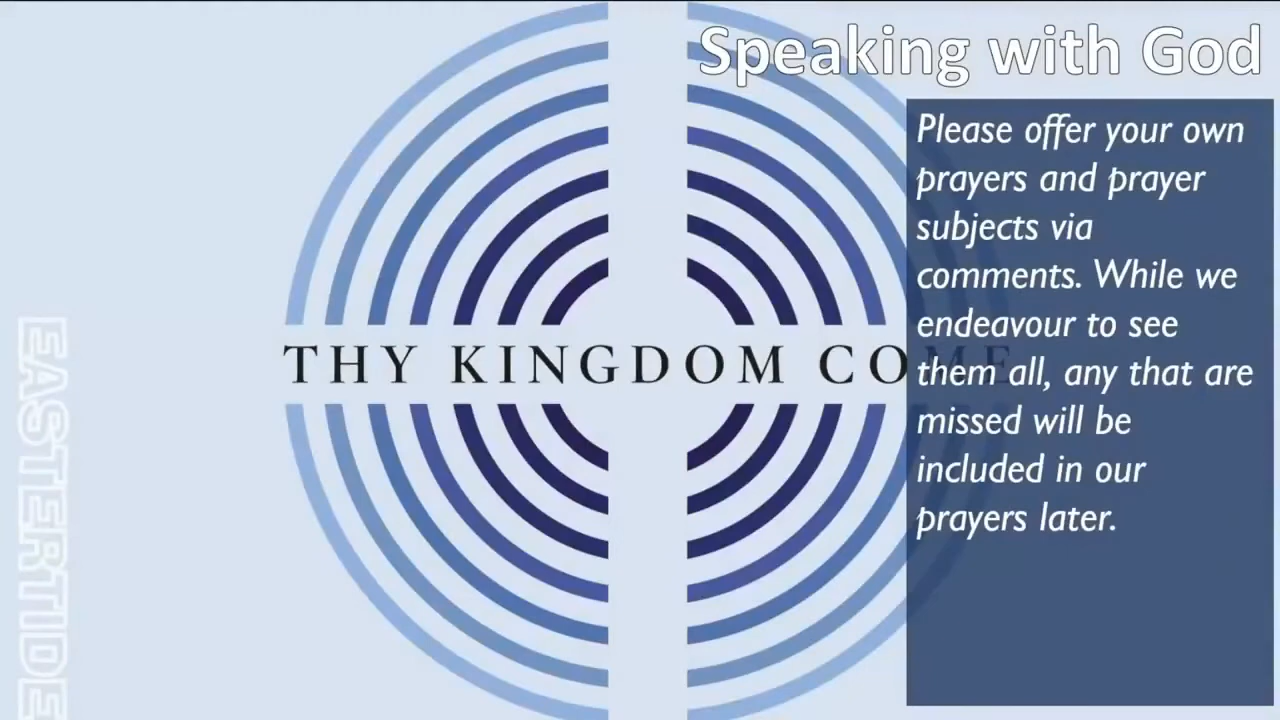 Speaking with God
Please offer your own
prayers and prayer
subjects via
comments. While we
endeavour to see
them all, any that are
missed will be
included in our
prayers later.
THY KINGDOM COME
EASTERTIDE